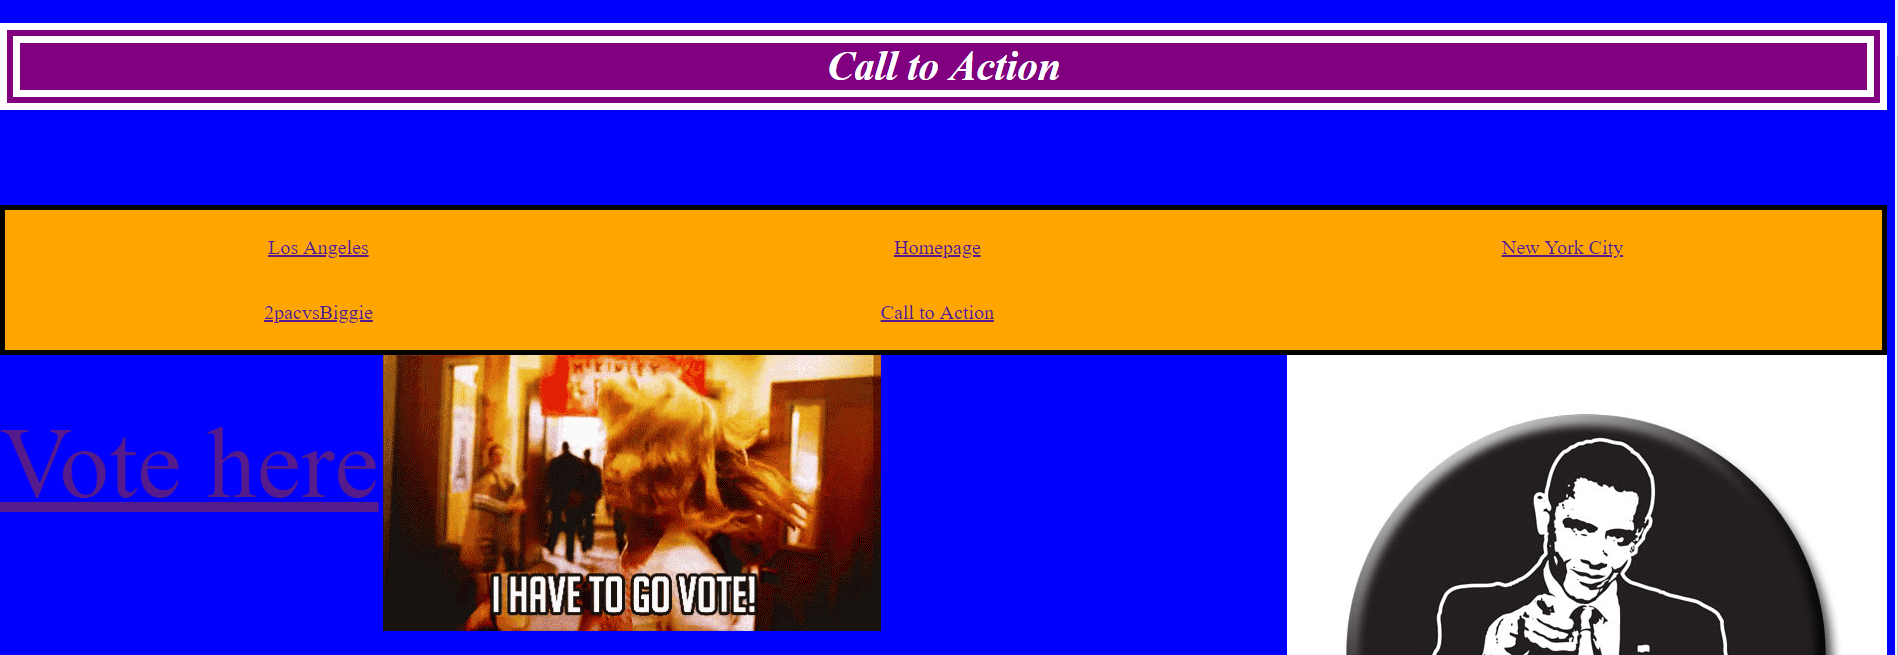 Call to Action
Los Angeles
Homepage
New York City
2pacvsBiggie
Call to Action
Vote here
I HAVE TO GO VOTE!